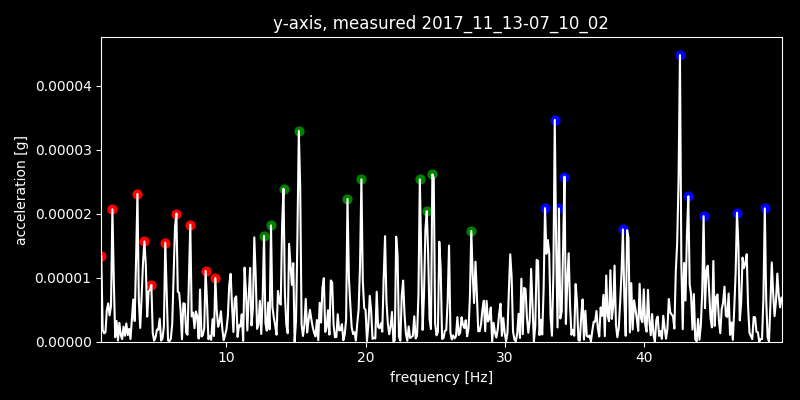 y-axis, measured 2017_11_13-07_10_02
acceleration [g]
0.00004
0.00003
0.00002
0.00001
0.00000
10 20 30 40
frequency [Hz]